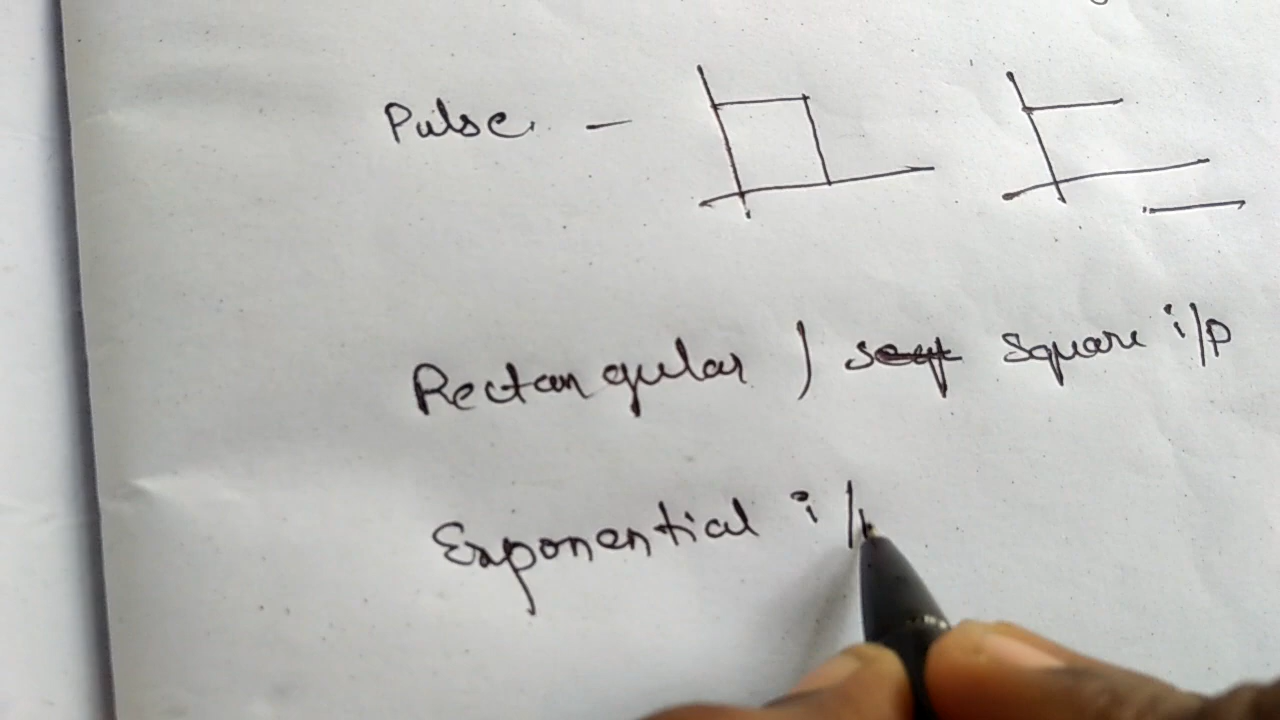 Pulse -
Rectangular / square i/p
Exponential i/